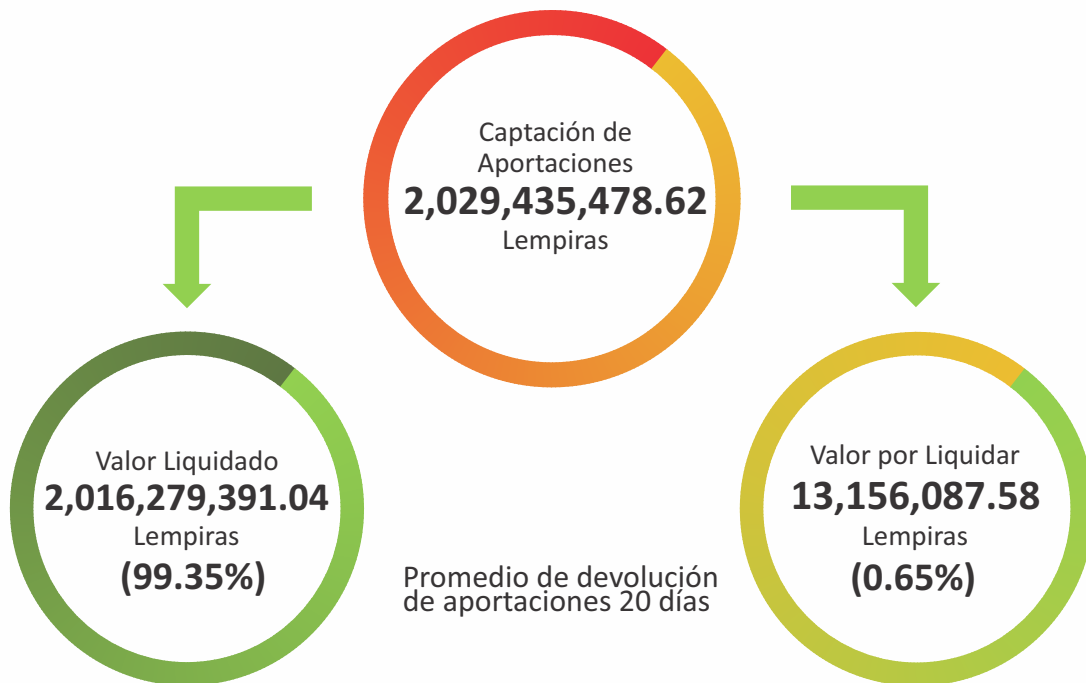 Captación de
Aportaciones
2,029,435,478.62
Lempiras
Valor Liquidado
2,016,279,391.04
Lempiras
(99.35%)
Valor por Liquidar
13,156,087.58
Lempiras
(0.65%)
Promedio de devolución
de aportaciones 20 días